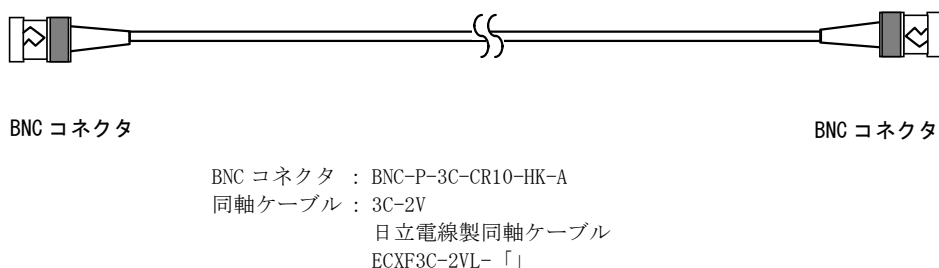 BNC コネクタ
BNC コネクタ
BNC コネクタ : BNC-P-3C-CR10-HK-A
同軸ケーブル : 3C-2V
日立電線製同軸ケーブル
ECXF3C-2VL-「」